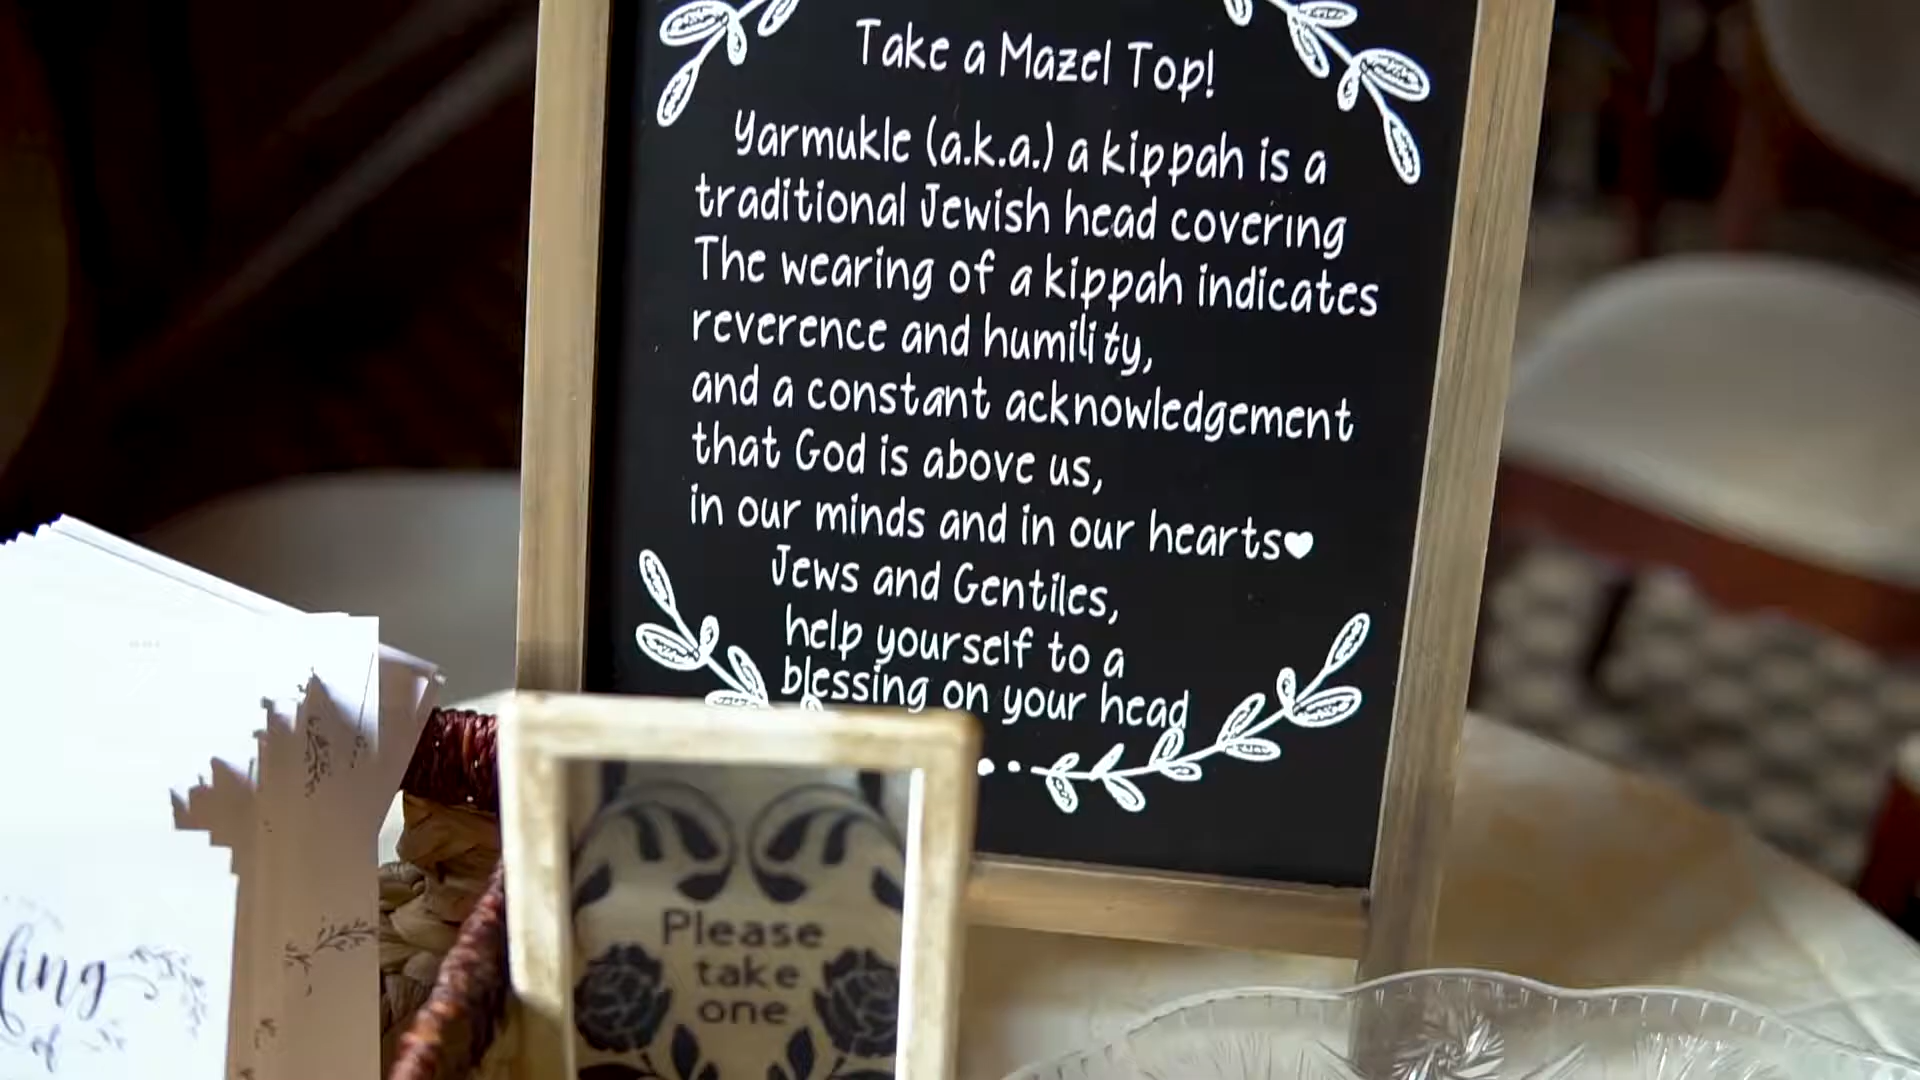 Take a Mazel Top!
Yarmukle (a.k.a.) a kippah is a
traditional Jewish head covering
The wearing of a kippah indicates
reverence and humility,
and a constant acknowledgement
that God is above us,
in our minds and in our hearts♥
Jews and Gentiles,
help yourself to a
blessing on your head
Please
take
one
of